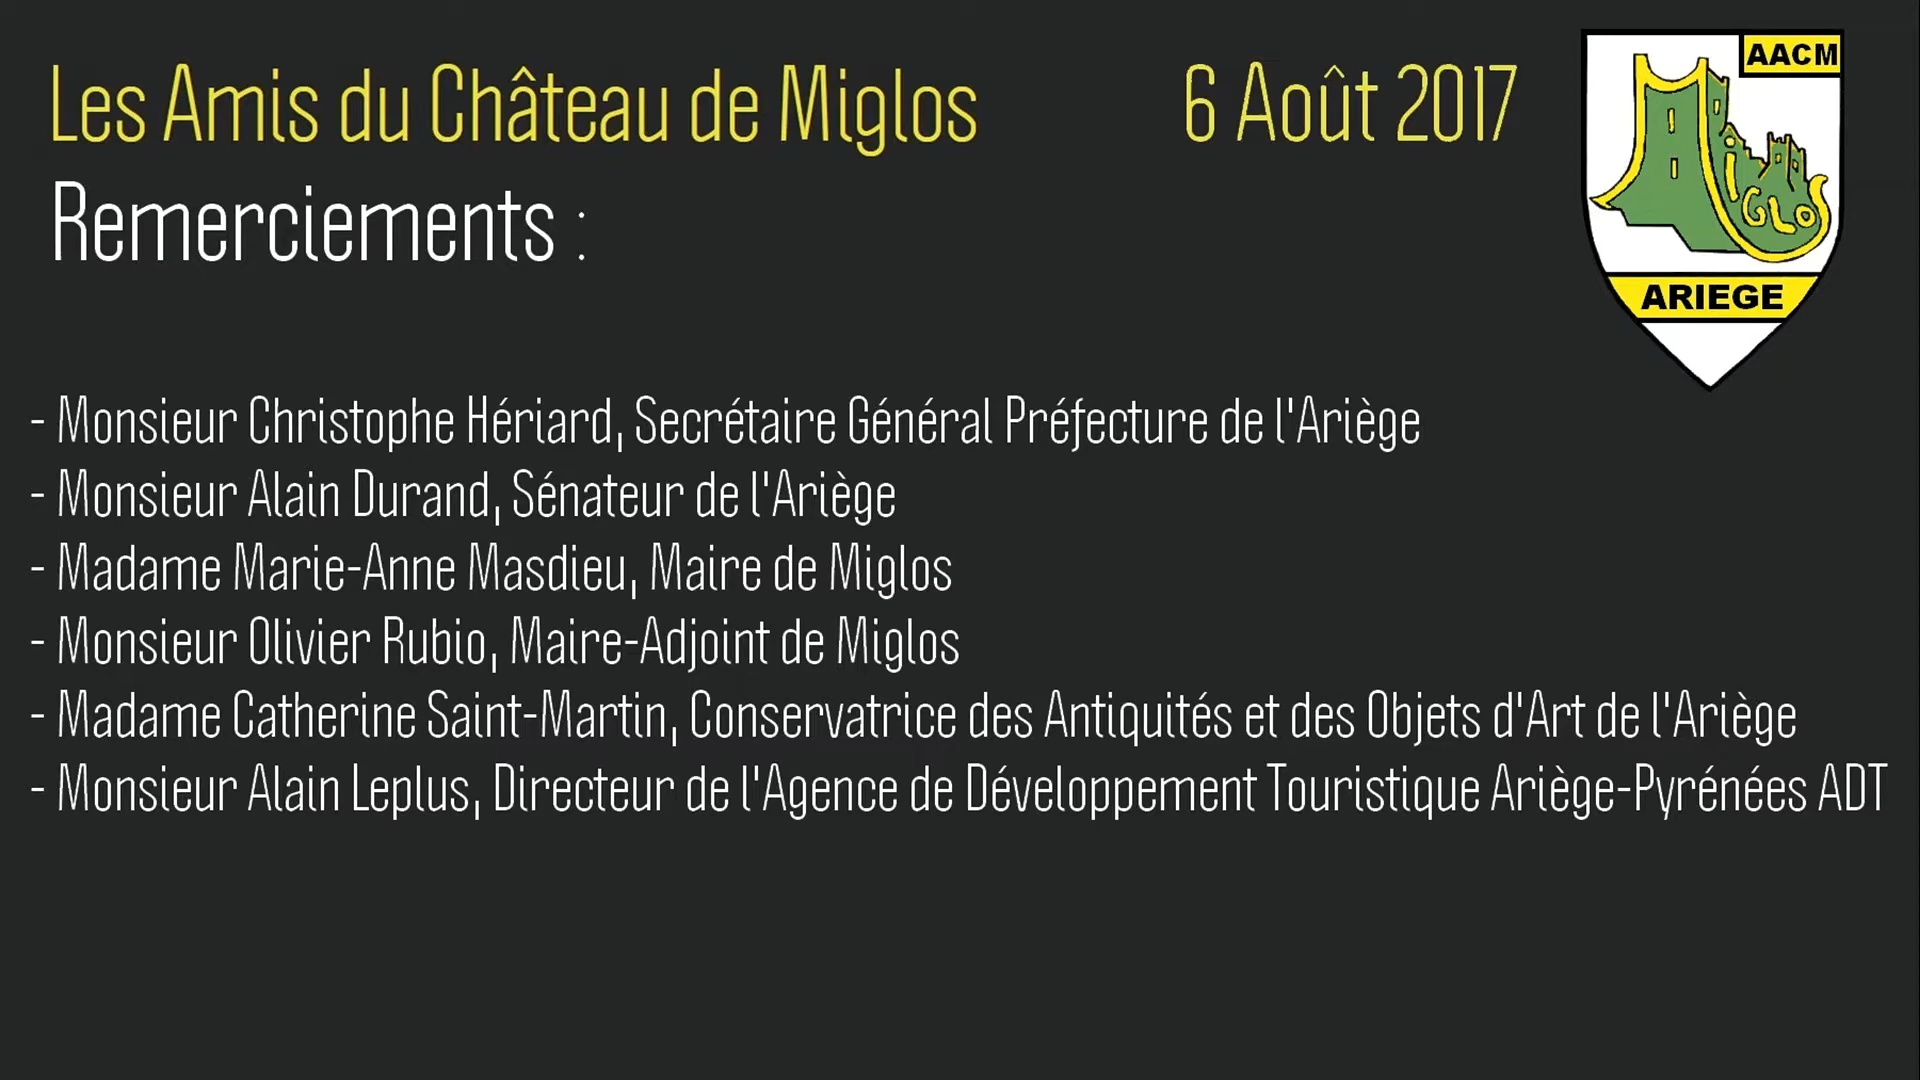 Les Amis du Château de Miglos
6 Août 2017
AACM
Miglos
ARIEGE
Remerciements :
- Monsieur Christophe Hériard, Secrétaire Général Préfecture de l'Ariège
- Monsieur Alain Durand, Sénateur de l'Ariège
- Madame Marie-Anne Masdieu, Maire de Miglos
- Monsieur Olivier Rubio, Maire-Adjoint de Miglos
- Madame Catherine Saint-Martin, Conservatrice des Antiquités et des Objets d'Art de l'Ariège
- Monsieur Alain Leplus, Directeur de l'Agence de Développement Touristique Ariège-Pyrénées ADT